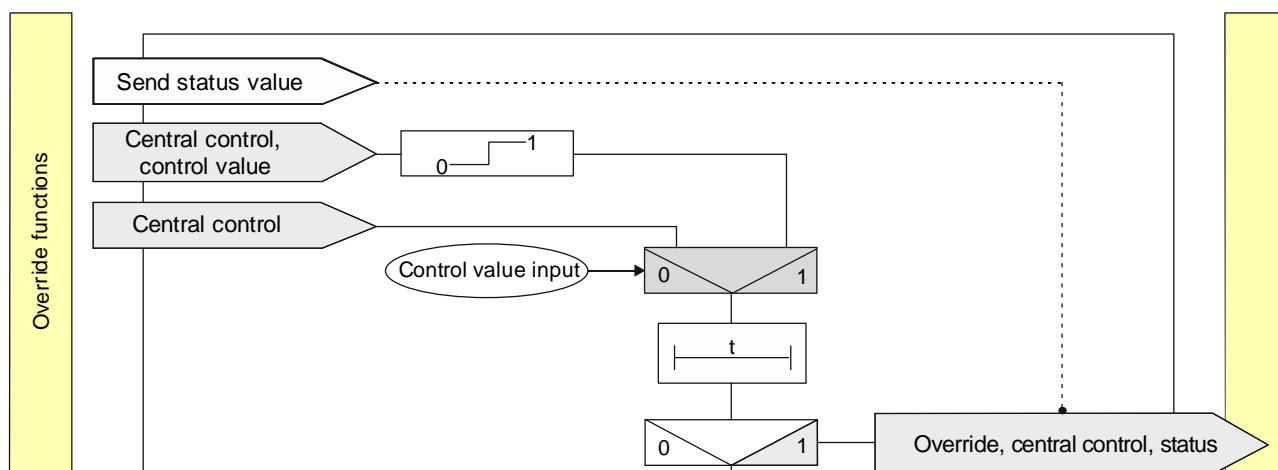 Override functions
Send status value
Central control,
control value
0
1
Central control
Control value input
0
1
t
0
1
Override, central control, status